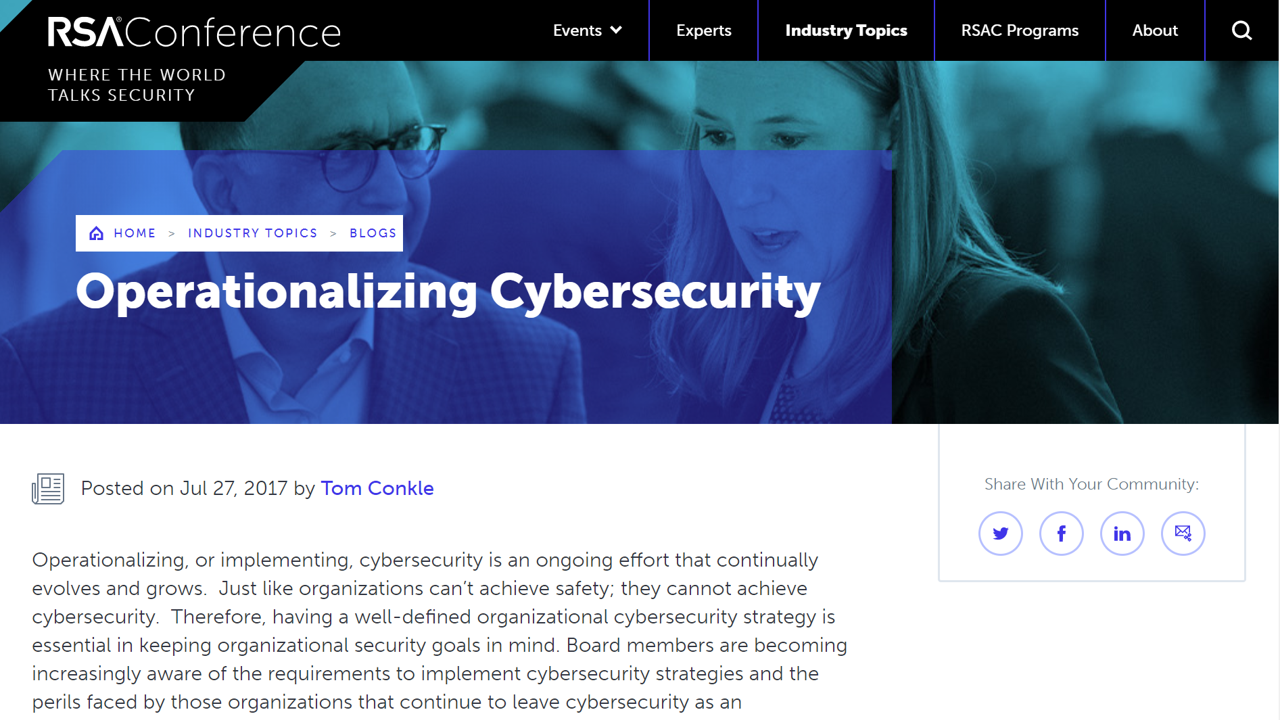 RSA®Conference
WHERE THE WORLD
TALKS SECURITY
Events
Experts
Industry Topics
RSAC Programs
About
HOME > INDUSTRY TOPICS > BLOGS
Operationalizing Cybersecurity
Posted on Jul 27, 2017 by Tom Conkle
Share With Your Community:
Operationalizing, or implementing, cybersecurity is an ongoing effort that continually
evolves and grows.  Just like organizations can’t achieve safety; they cannot achieve
cybersecurity.  Therefore, having a well-defined organizational cybersecurity strategy is
essential in keeping organizational security goals in mind. Board members are becoming
increasingly aware of the requirements to implement cybersecurity strategies and the
perils faced by those organizations that continue to leave cybersecurity as an